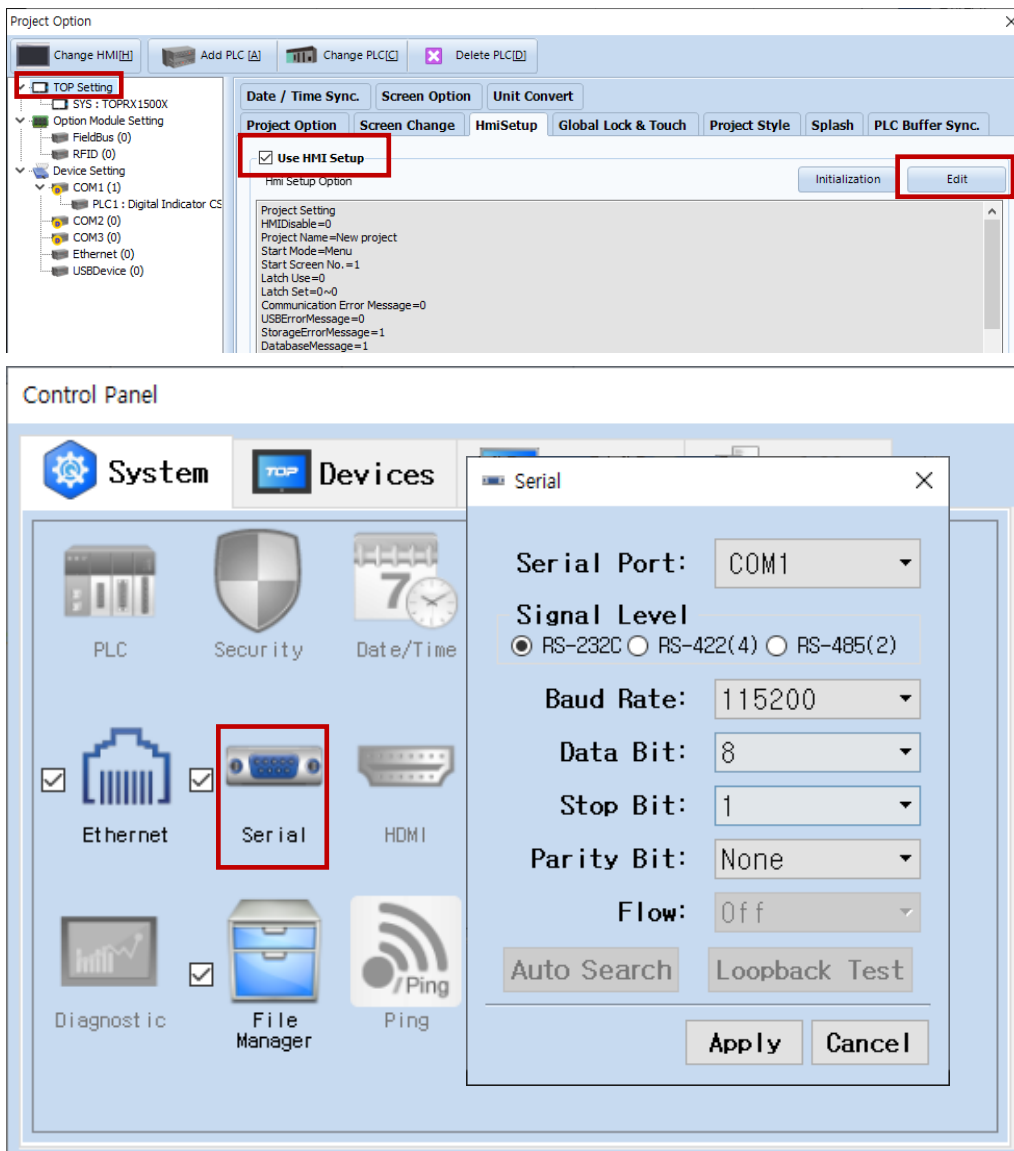 Project Option
Change HMI[H] Add PLC [A] Change PLC[C] Delete PLC[D]
TOP Setting
SYS : TOPRX1500X
Option Module Setting
FieldBus (0)
RFID (0)
Device Setting
COM1 (1)
PLC1 : Digital Indicator CS
COM2 (0)
COM3 (0)
Ethernet (0)
USBDevice (0)
Date / Time Sync. Screen Option Unit Convert
Project Option Screen Change HmiSetup Global Lock & Touch Project Style Splash PLC Buffer Sync.
Use HMI Setup
Hmi Setup Option
Initialization Edit
Project Setting
HMIDisable=0
Project Name=New project
Start Mode=Menu
Start Screen No.=1
Latch Use=0
Latch Set=0~0
Communication Error Message=0
USBErrorMessage=0
StorageErrorMessage=1
DatabaseMessage=1
Control Panel
System TOP Devices
PLC Security 7 Date/Time
Ethernet Serial HDMI
Diagnostic File Manager /Ping Ping
Serial
Serial Port: COM1
Signal Level
RS-232C RS-422(4) RS-485(2)
Baud Rate: 115200
Data Bit: 8
Stop Bit: 1
Parity Bit: None
Flow: Off
Auto Search Loopback Test
Apply Cancel